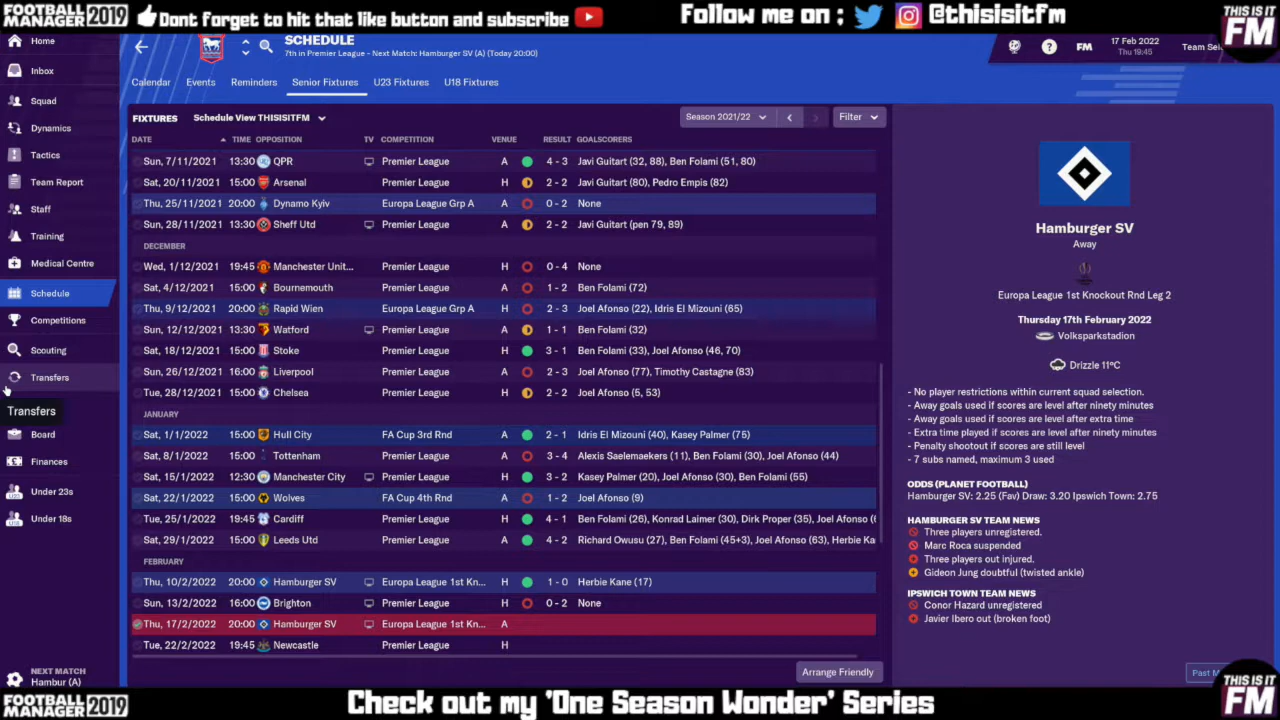 FOOTBALL MANAGER 2019 Dont forget to hit that like button and subscribe Follow me on : @thisisitfm THIS IS IT FM
Home
SCHEDULE
7th in Premier League - Next Match: Hamburger SV (A) (Today 20:00)
FM 17 Feb 2022 Thu 19:45 Team Sel
Inbox
Squad
Dynamics
Tactics
Team Report
Staff
Training
Medical Centre
Schedule
Competitions
Scouting
Transfers
Transfers
Board
Finances
Under 23s
Under 18s
NEXT MATCH
Hambur (A)
Calendar Events Reminders Senior Fixtures U23 Fixtures U18 Fixtures
FIXTURES Schedule View THISISITFM Season 2021/22 Filter
DATE TIME OPPOSITION TV COMPETITION VENUE RESULT GOALSCORERS
Sun, 7/11/2021 13:30 QPR Premier League A 4 - 3 Javi Guitart (32, 88), Ben Folami (51, 80)
Sat, 20/11/2021 15:00 Arsenal Premier League H 2 - 2 Javi Guitart (80), Pedro Empis (82)
Thu, 25/11/2021 20:00 Dynamo Kyiv Europa League Grp A A 0 - 2 None
Sun, 28/11/2021 13:30 Sheff Utd Premier League H 2 - 2 Javi Guitart (pen 79, 89)
DECEMBER
Wed, 1/12/2021 19:45 Manchester Unit... Premier League H 0 - 4 None
Sat, 4/12/2021 15:00 Bournemouth Premier League H 1 - 2 Ben Folami (72)
Thu, 9/12/2021 20:00 Rapid Wien Europa League Grp A H 2 - 3 Joel Afonso (22), Idris El Mizouni (65)
Sun, 12/12/2021 13:30 Watford Premier League A 1 - 1 Ben Folami (32)
Sat, 18/12/2021 15:00 Stoke Premier League H 3 - 1 Ben Folami (33), Joel Afonso (46, 70)
Sun, 26/12/2021 16:00 Liverpool Premier League A 2 - 3 Joel Afonso (77), Timothy Castagne (83)
Tue, 28/12/2021 15:00 Chelsea Premier League H 2 - 2 Joel Afonso (5, 53)
JANUARY
Sat, 1/1/2022 15:00 Hull City FA Cup 3rd Rnd A 2 - 1 Idris El Mizouni (40), Kasey Palmer (75)
Sat, 8/1/2022 15:00 Tottenham Premier League A 3 - 4 Alexis Saelemaekers (11), Ben Folami (30), Joel Afonso (44)
Sat, 15/1/2022 12:30 Manchester City Premier League H 3 - 2 Kasey Palmer (20), Joel Afonso (30), Ben Folami (55)
Sat, 22/1/2022 15:00 Wolves FA Cup 4th Rnd A 1 - 2 Joel Afonso (9)
Tue, 25/1/2022 19:45 Cardiff Premier League H 4 - 1 Ben Folami (26), Konrad Laimer (30), Dirk Proper (35), Joel Afonso (6
Sat, 29/1/2022 15:00 Leeds Utd Premier League A 4 - 2 Richard Owusu (27), Ben Folami (45+3), Joel Afonso (63), Herbie Ka
FEBRUARY
Thu, 10/2/2022 20:00 Hamburger SV Europa League 1st Kn... H 1 - 0 Herbie Kane (17)
Sun, 13/2/2022 16:00 Brighton Premier League H 0 - 2 None
Thu, 17/2/2022 20:00 Hamburger SV Europa League 1st Kn... A
Tue, 22/2/2022 19:45 Newcastle Premier League H
Arrange Friendly
Hamburger SV
Away
Europa League 1st Knockout Rnd Leg 2
Thursday 17th February 2022
Volksparkstadion
Drizzle 11°C
- No player restrictions within current squad selection.
- Away goals used if scores are level after ninety minutes
- Away goals used if scores are level after extra time
- Extra time played if scores are level after ninety minutes
- Penalty shootout if scores are still level
- 7 subs named, maximum 3 used
ODDS (PLANET FOOTBALL)
Hamburger SV: 2.25 (Fav) Draw: 3.20 Ipswich Town: 2.75
HAMBURGER SV TEAM NEWS
Three players unregistered.
Marc Roca suspended
Three players out injured.
Gideon Jung doubtful (twisted ankle)
IPSWICH TOWN TEAM NEWS
Conor Hazard unregistered
Javier Ibero out (broken foot)
Past M
FOOTBALL MANAGER 2019 Check out my 'One Season Wonder' Series THIS IS IT FM